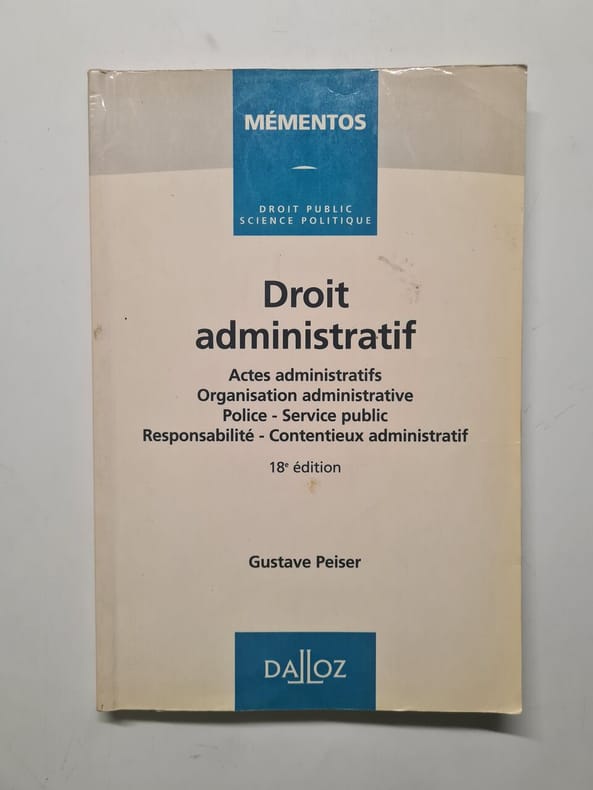 MÉMENTOS
DROIT PUBLIC
SCIENCE POLITIQUE
Droit
administratif
Actes administratifs
Organisation administrative
Police - Service public
Responsabilité - Contentieux administratif
18e édition
Gustave Peiser
DALLOZ